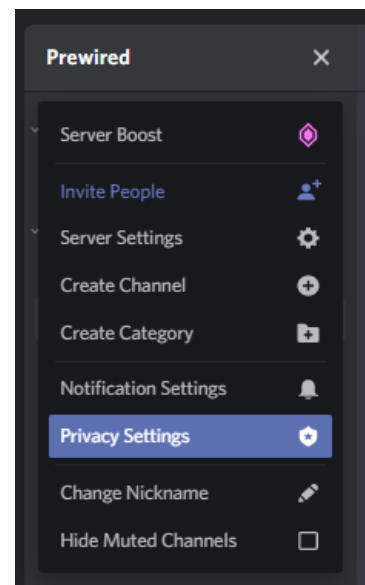 Prewired
Server Boost
Invite People
Server Settings
Create Channel
Create Category
Notification Settings
Privacy Settings
Change Nickname
Hide Muted Channels